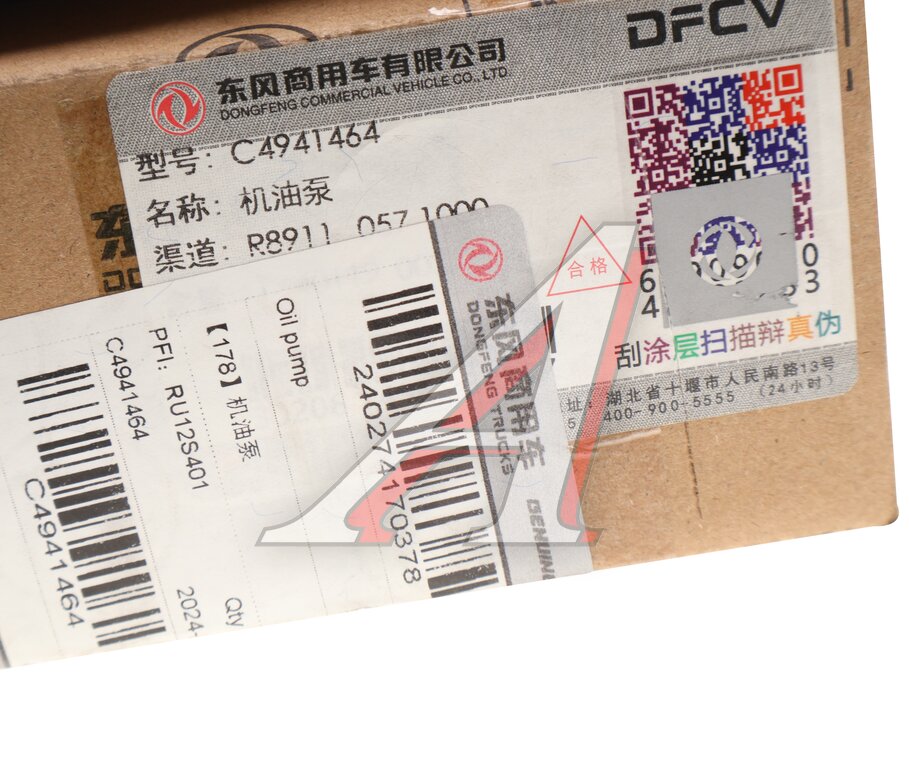 DFCV
东风商用车有限公司
DONGFENG COMMERCIAL VEHICLE CO., LTD
型号: C4941464
名称: 机油泵
渠道: R8911 057 1000
合格
刮涂层扫描辩真伪
址: 湖北省十堰市人民南路13号
400-900-5555 (24小时)
东风商用车
DONGFENG TRUCKS
GENUINE
240274170378
Oil pump
【178】机油泵
Qty
PFI: RU12S401
2024-
C4941464
C4941464